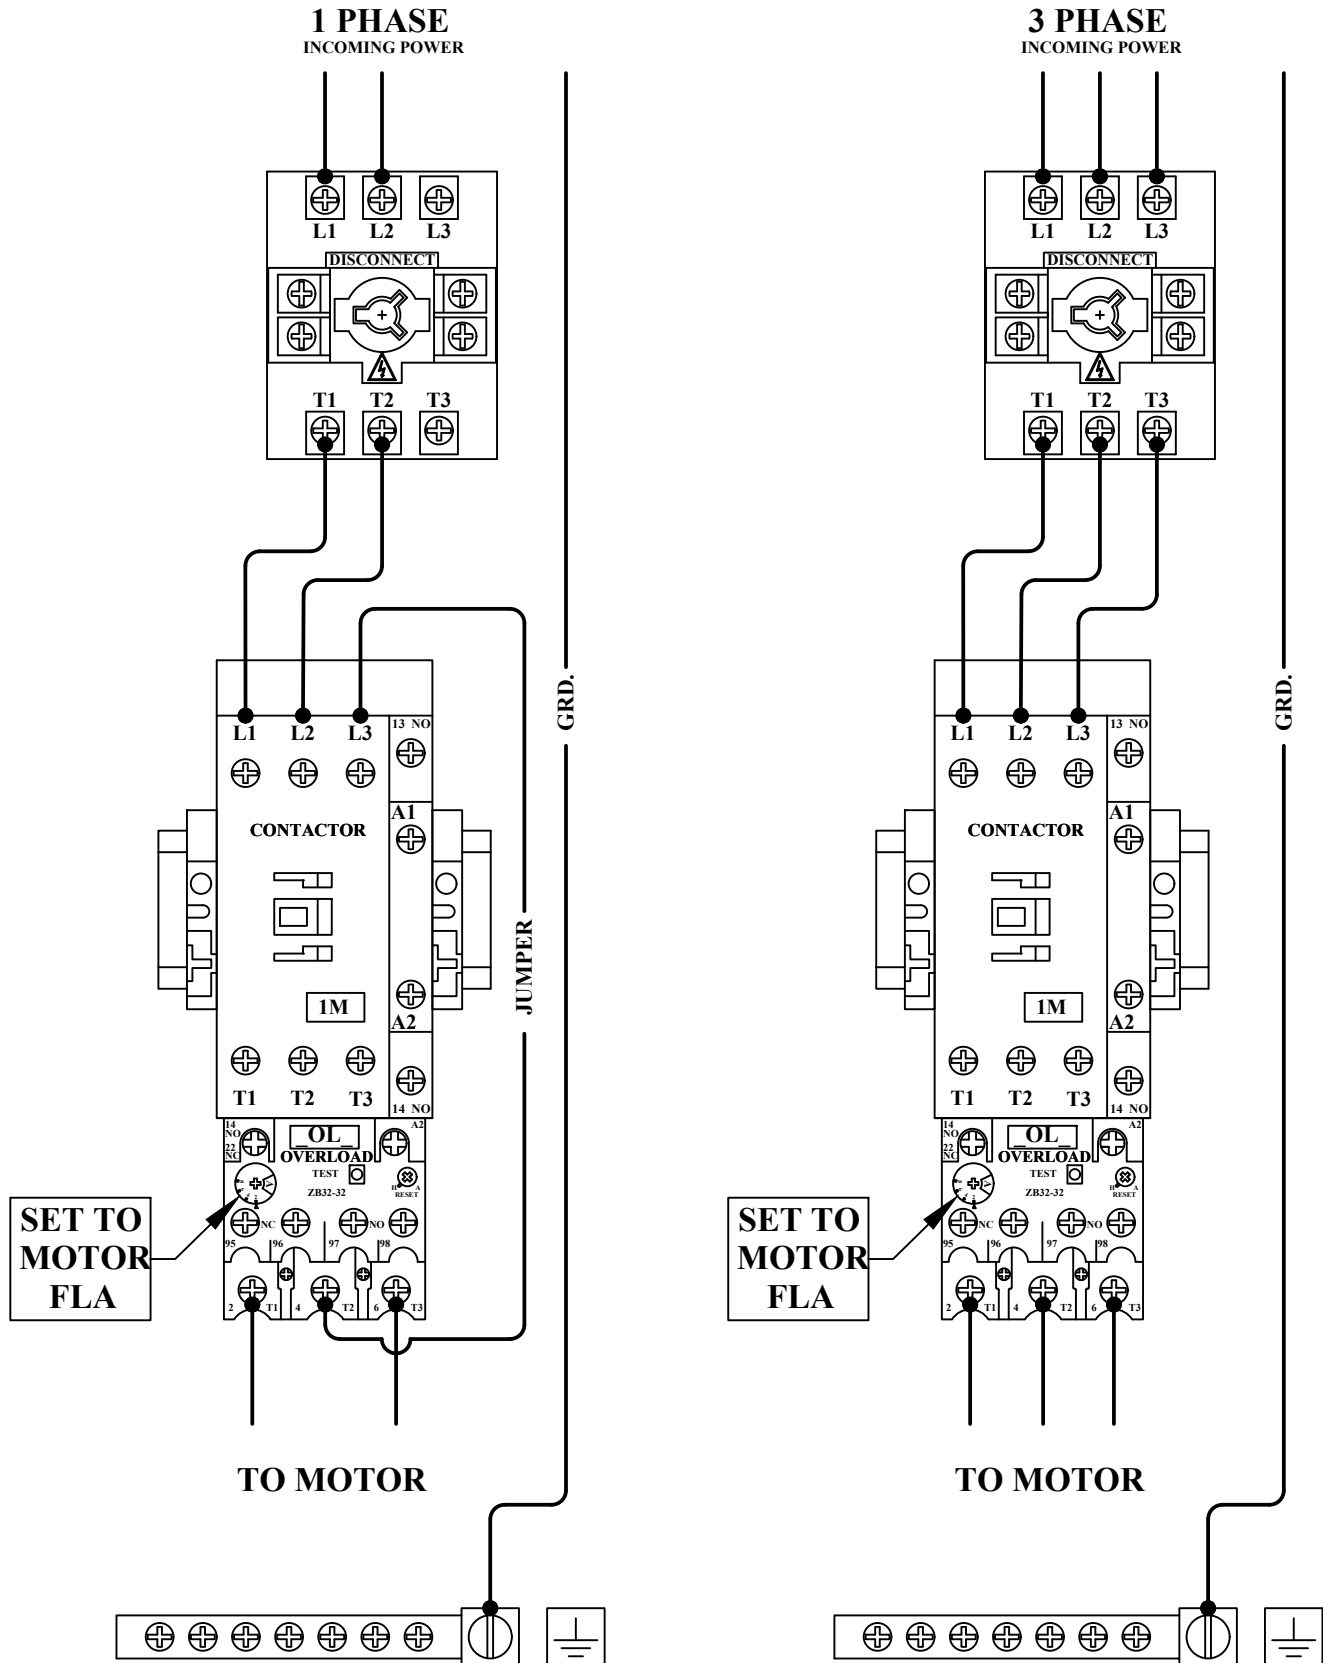 1 PHASE
INCOMING POWER
L1 L2 L3
DISCONNECT
T1 T2 T3
GRD.
L1 L2 L3 13 NO
A1
CONTACTOR
JUMPER
1M
A2
T1 T2 T3
14 NO
14
NO
22
NC
OL
A2
OVERLOAD
TEST
ZB32-32
H A
RESET
NC NO
95 96 97 98
SET TO
MOTOR
FLA
2 T1 4 T2 6 T3
TO MOTOR
3 PHASE
INCOMING POWER
L1 L2 L3
DISCONNECT
T1 T2 T3
GRD.
L1 L2 L3 13 NO
A1
CONTACTOR
1M
A2
T1 T2 T3
14 NO
14
NO
22
NC
OL
A2
OVERLOAD
TEST
ZB32-32
H A
RESET
NC NO
95 96 97 98
SET TO
MOTOR
FLA
2 T1 4 T2 6 T3
TO MOTOR